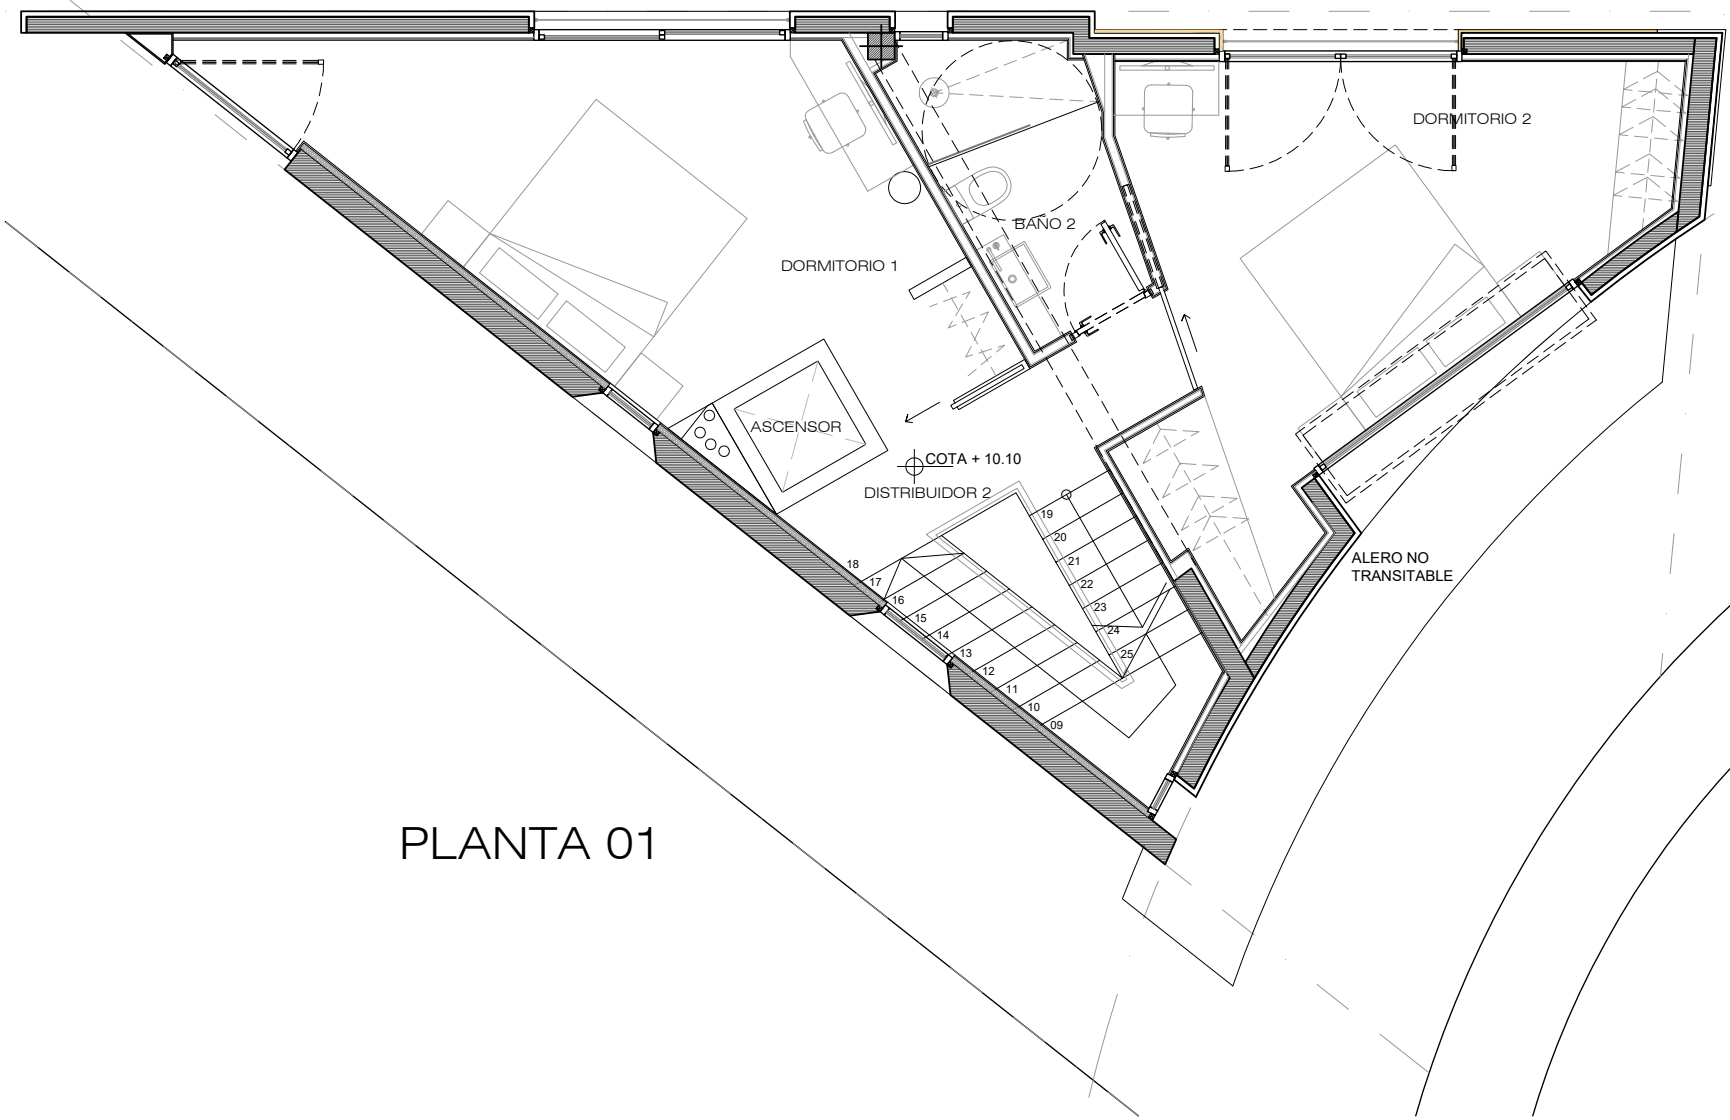 DORMITORIO 2
BAÑO 2
DORMITORIO 1
ASCENSOR
COTA + 10.10
DISTRIBUIDOR 2
19
20
21
22
23
24
25
18
17
16
15
14
13
12
11
10
09
ALERO NO
TRANSITABLE
PLANTA 01